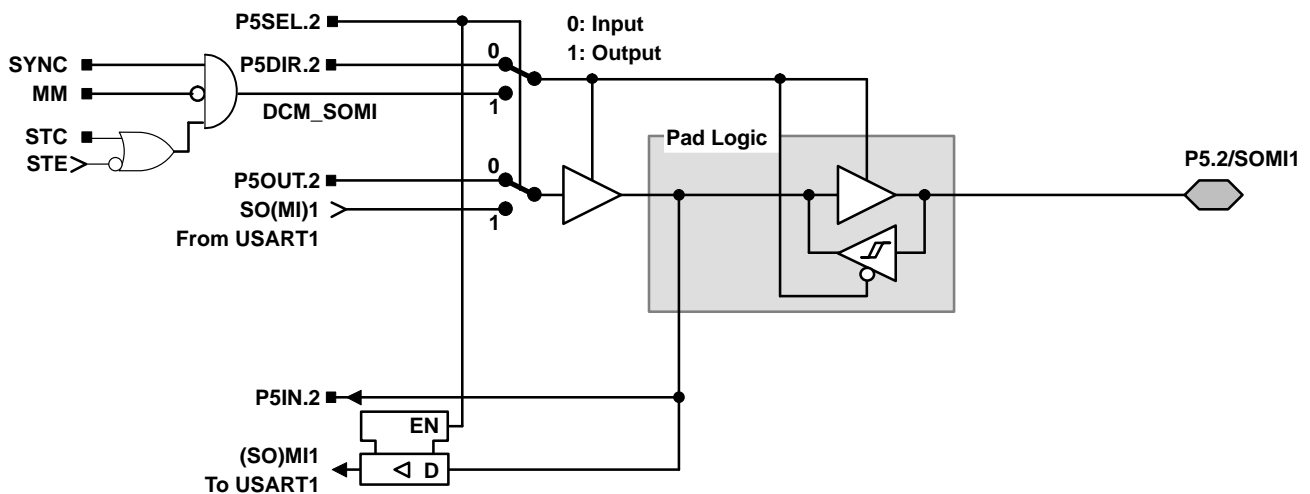 P5SEL.2
0: Input
1: Output
SYNC
P5DIR.2
0
MM
1
DCM_SOMI
STC
STE
Pad Logic
P5.2/SOMI1
P5OUT.2
0
SO(MI)1
1
From USART1
P5IN.2
EN
(SO)MI1
D
To USART1